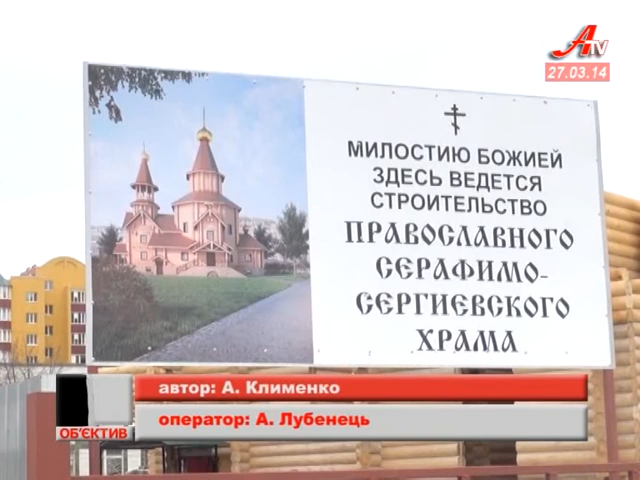 ATV
27.03.14
МИЛОСТИЮ БОЖИЕЙ
ЗДЕСЬ ВЕДЕТСЯ
СТРОИТЕЛЬСТВО
ПРАВОСЛАВНОГО
СЕРАФИМО-
СЕРГИЕВСКОГО
ХРАМА
автор: А. Клименко
оператор: А. Лубенець
ОБ'ЄКТИВ